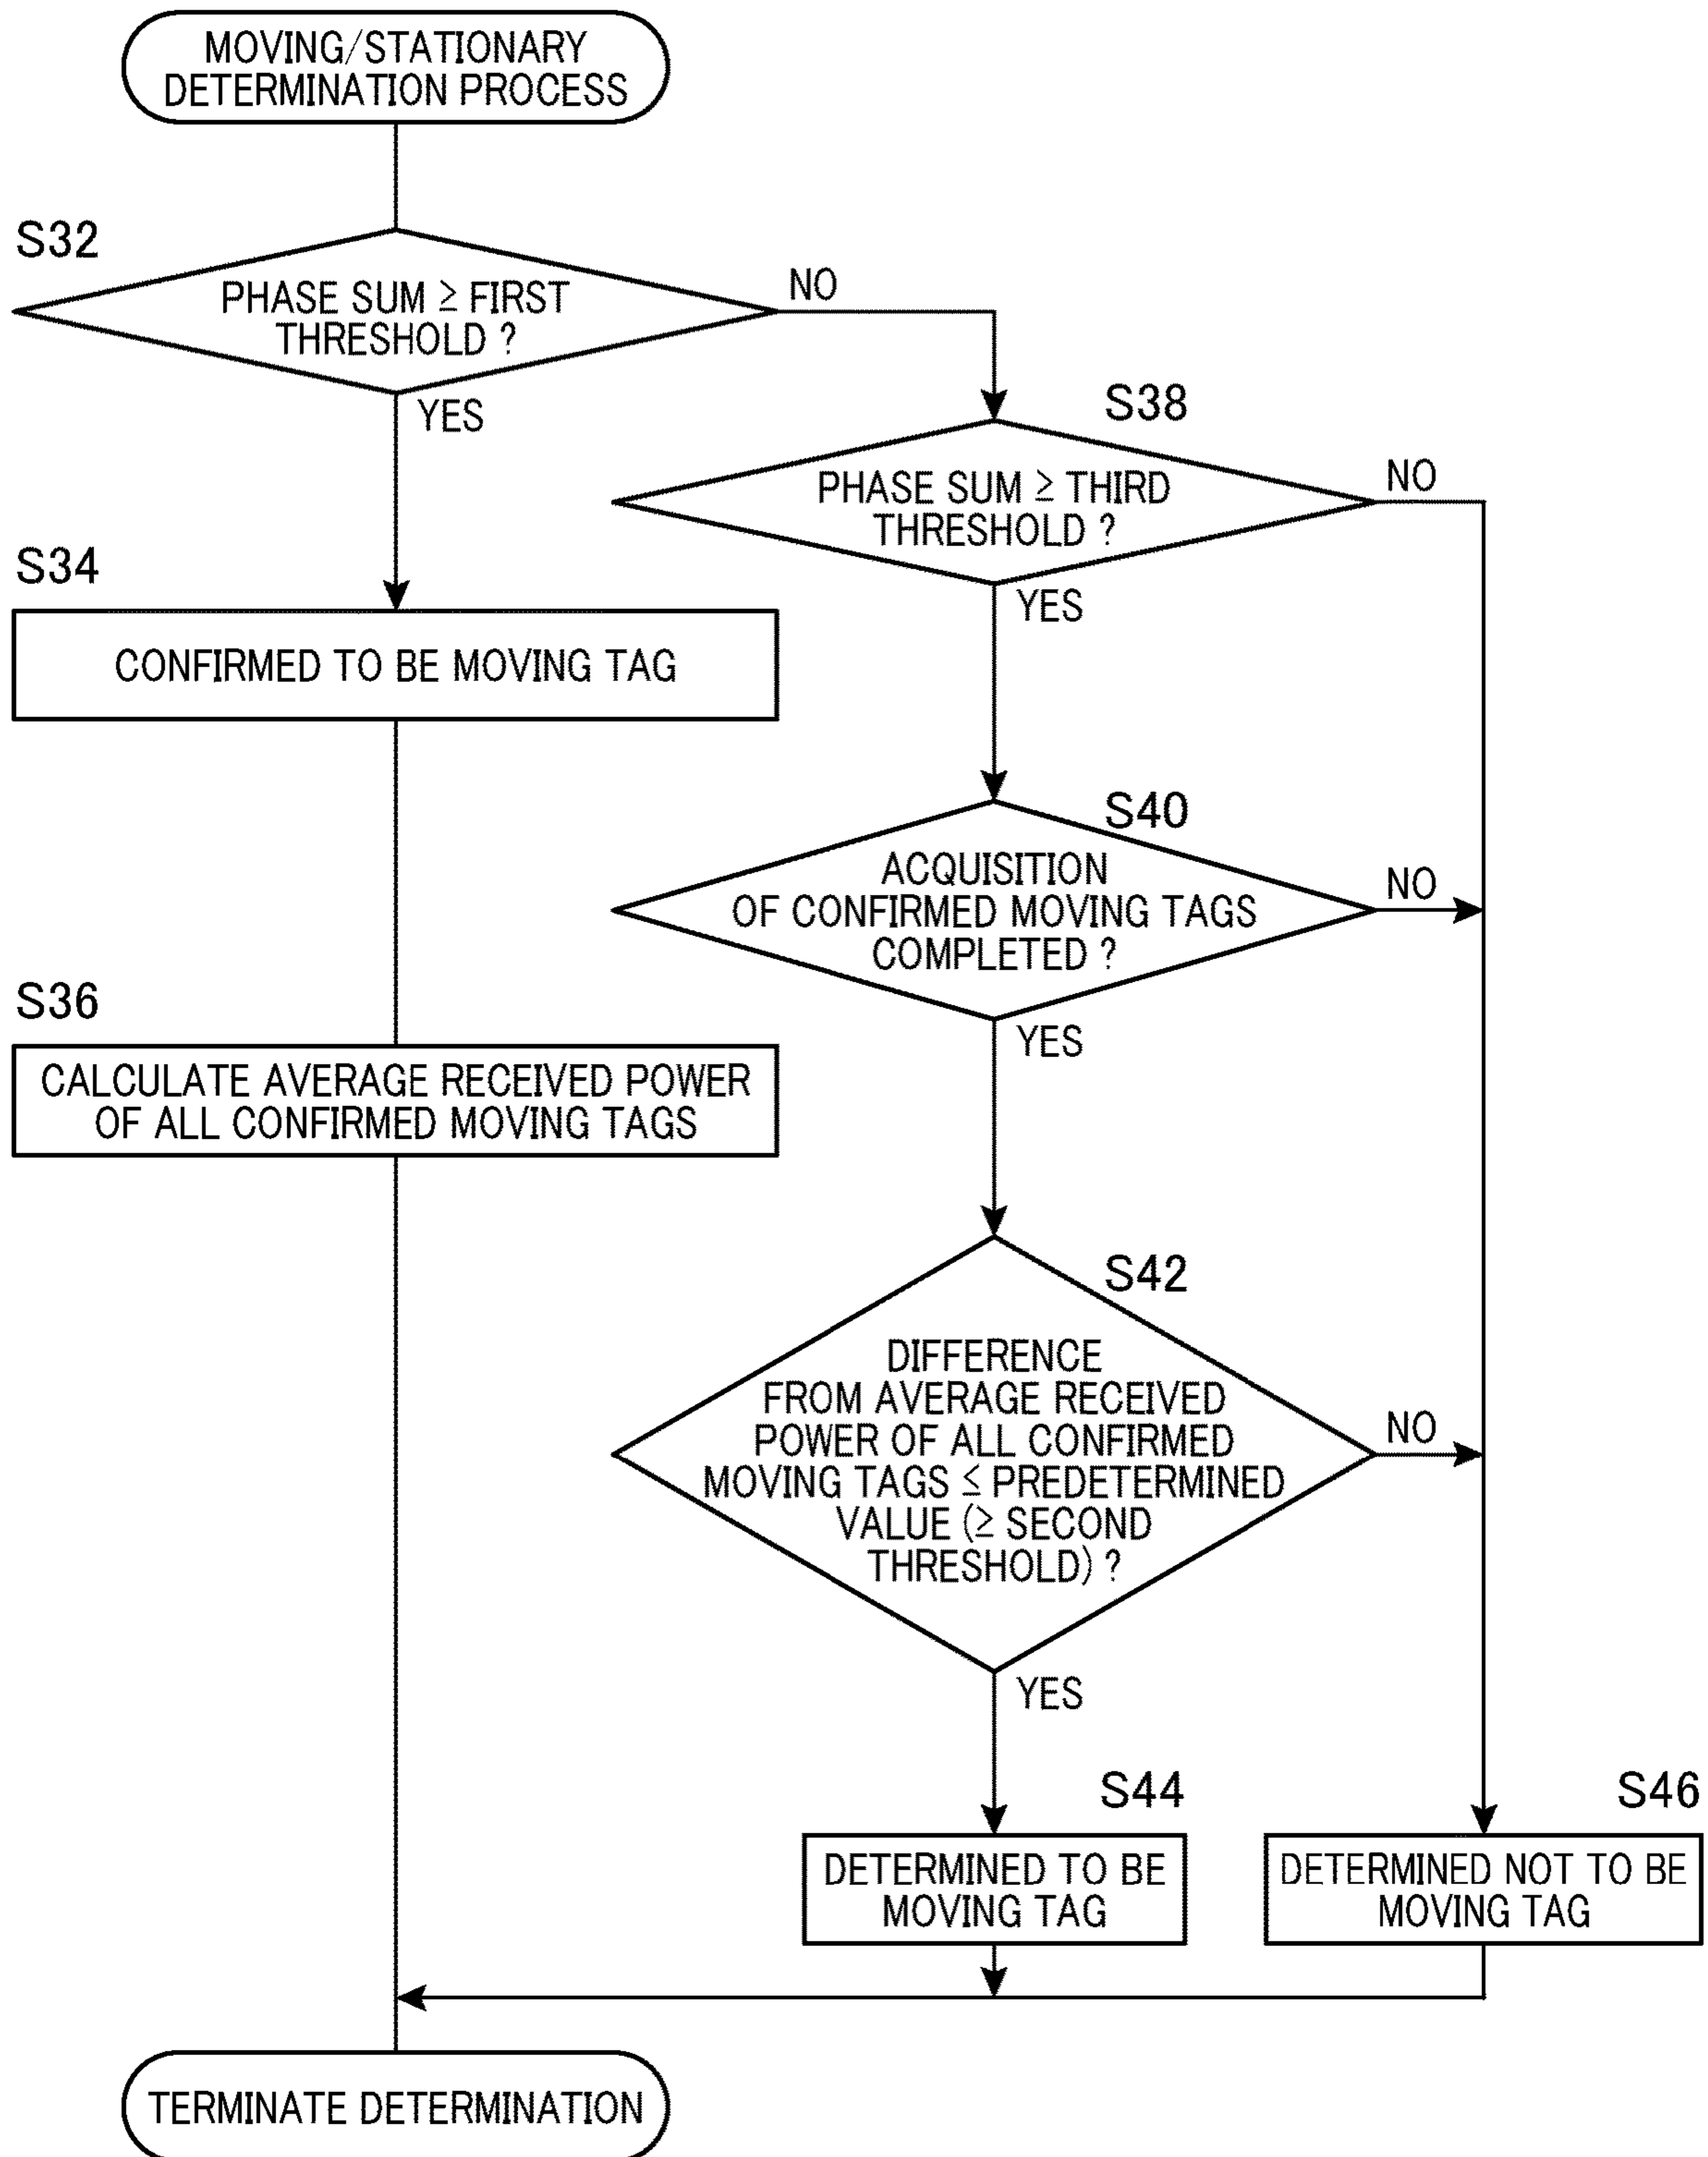 MOVING/STATIONARY
DETERMINATION PROCESS
S32
PHASE SUM ≥ FIRST
THRESHOLD ?
NO
YES
S38
PHASE SUM ≥ THIRD
THRESHOLD ?
NO
YES
S34
CONFIRMED TO BE MOVING TAG
S40
ACQUISITION
OF CONFIRMED MOVING TAGS
COMPLETED ?
NO
YES
S36
CALCULATE AVERAGE RECEIVED POWER
OF ALL CONFIRMED MOVING TAGS
S42
DIFFERENCE
FROM AVERAGE RECEIVED
POWER OF ALL CONFIRMED
MOVING TAGS ≤ PREDETERMINED
VALUE (≥ SECOND
THRESHOLD) ?
NO
YES
S44
DETERMINED TO BE
MOVING TAG
S46
DETERMINED NOT TO BE
MOVING TAG
TERMINATE DETERMINATION